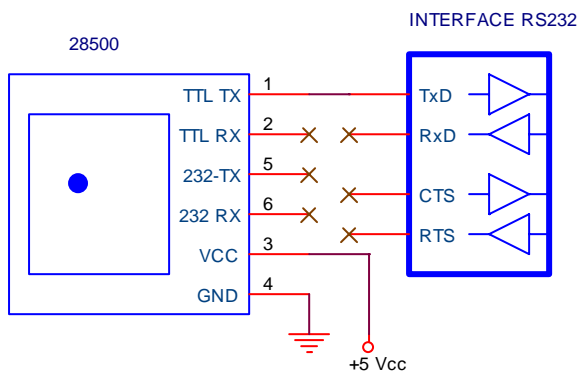 INTERFACE RS232
28500
TTL TX 1 TxD
TTL RX 2 RxD
232-TX 5
CTS
232 RX 6
RTS
VCC 3
GND 4
+5 Vcc